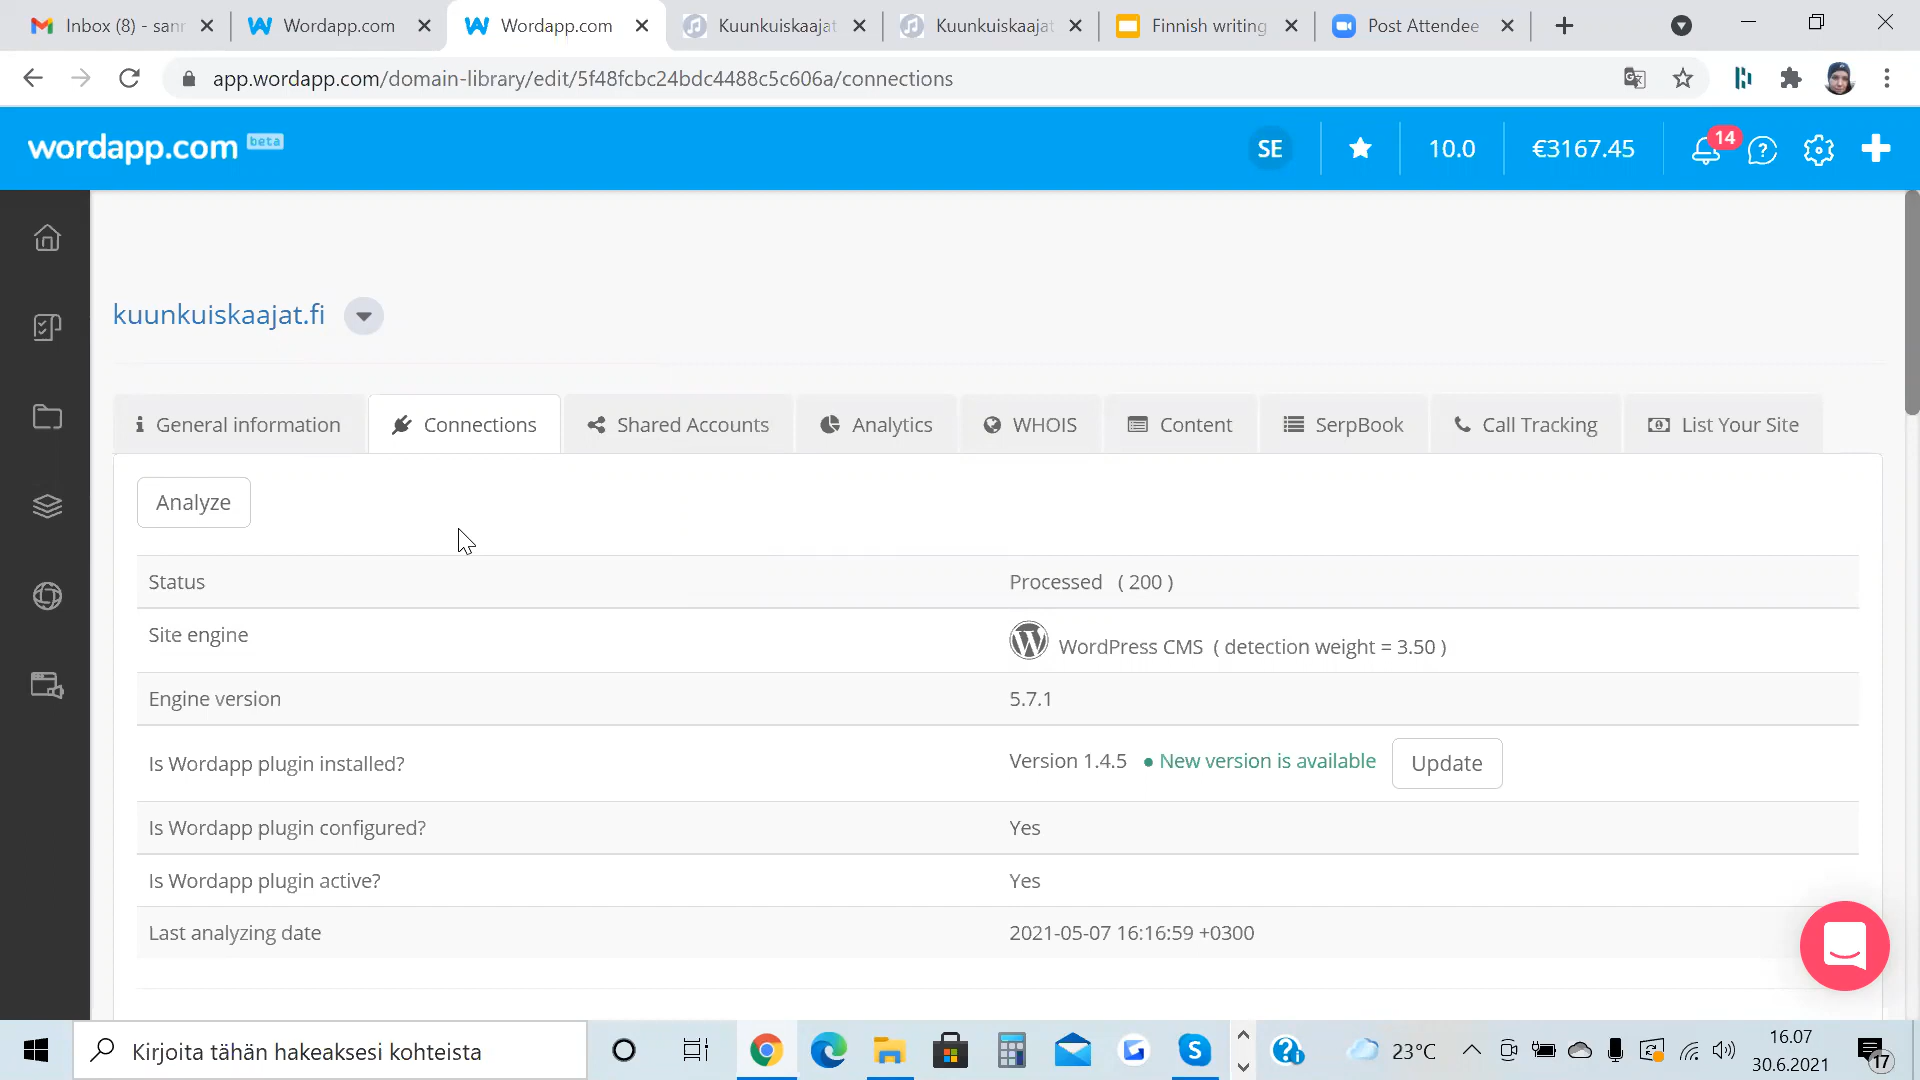 Inbox (8) - sanr
Wordapp.com
Wordapp.com
Kuunkuiskaajat
Kuunkuiskaajat
Finnish writing
Post Attendee
app.wordapp.com/domain-library/edit/5f48fcbc24bdc4488c5c606a/connections
wordapp.com beta
SE
10.0
€3167.45
14
kuunkuiskaajat.fi
General information
Connections
Shared Accounts
Analytics
WHOIS
Content
SerpBook
Call Tracking
List Your Site
Analyze
Status
Processed ( 200 )
Site engine
WordPress CMS ( detection weight = 3.50 )
Engine version
5.7.1
Is Wordapp plugin installed?
Version 1.4.5 ● New version is available
Update
Is Wordapp plugin configured?
Yes
Is Wordapp plugin active?
Yes
Last analyzing date
2021-05-07 16:16:59 +0300
Kirjoita tähän hakeaksesi kohteista
23°C
16.07
30.6.2021
17